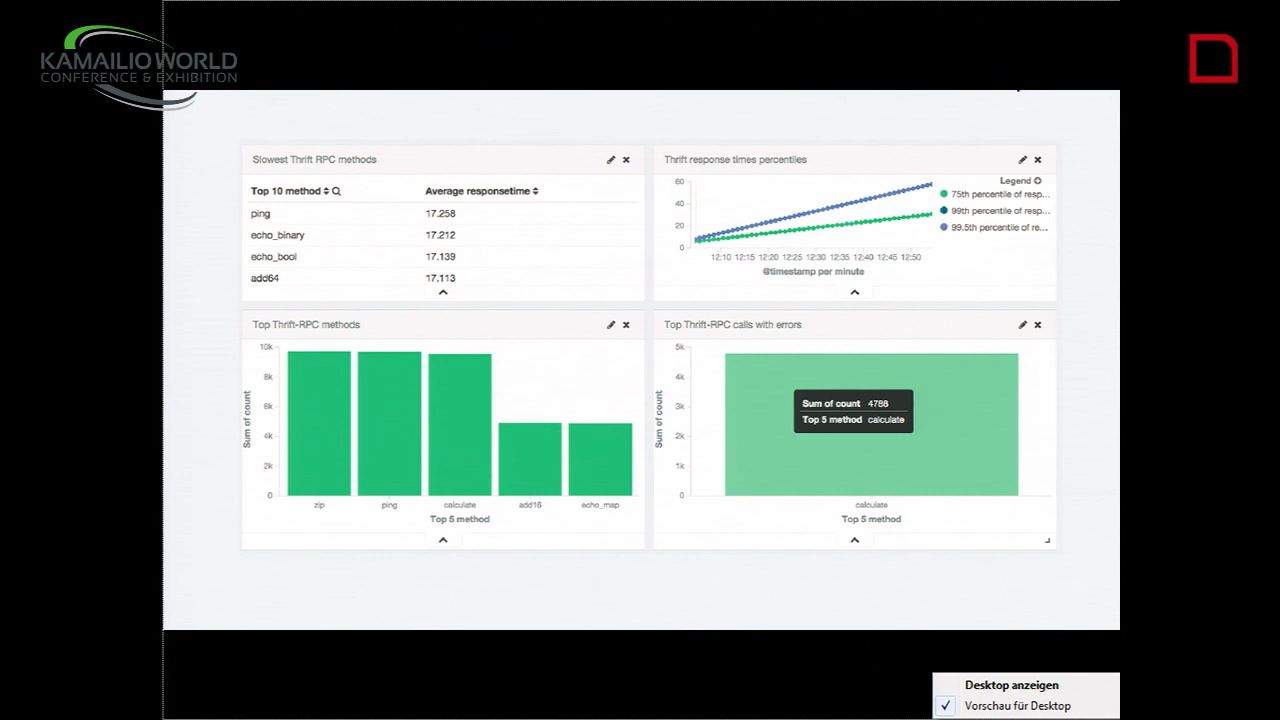 KAMAILIO WORLD
CONFERENCE & EXHIBITION
Slowest Thrift RPC methods
Top 10 method Average responsetime
ping 17.258
echo_binary 17.212
echo_bool 17.139
add64 17.113
Thrift response times percentiles
60
40
20
0
12:10 12:15 12:20 12:25 12:30 12:35 12:40 12:45 12:50
@timestamp per minute
Legend
75th percentile of resp...
99th percentile of resp...
99.5th percentile of re...
Top Thrift-RPC methods
10k
8k
6k
4k
2k
0
Sum of count
zip ping calculate add16 echo_map
Top 5 method
Top Thrift-RPC calls with errors
5k
4k
3k
2k
1k
0
Sum of count
Sum of count 4788
Top 5 method calculate
calculate
Top 5 method
Desktop anzeigen
Vorschau für Desktop